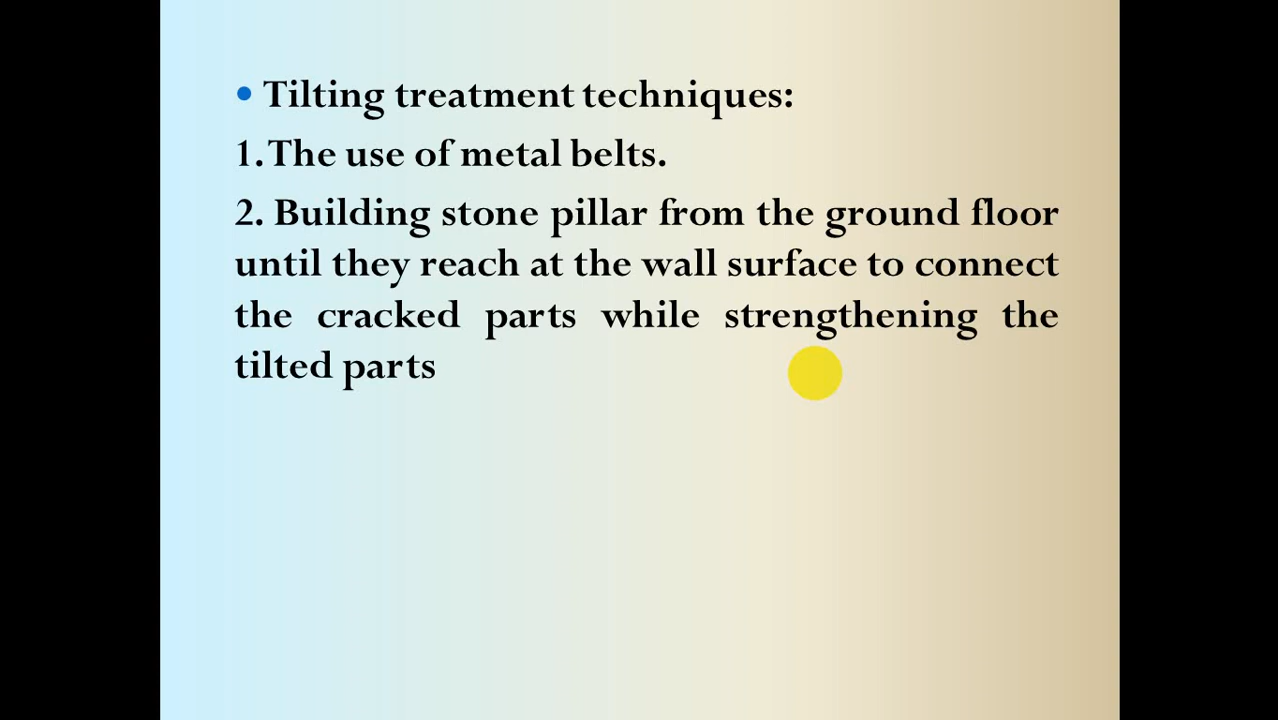 • Tilting treatment techniques:
1. The use of metal belts.
2. Building stone pillar from the ground floor
until they reach at the wall surface to connect
the cracked parts while strengthening the
tilted parts